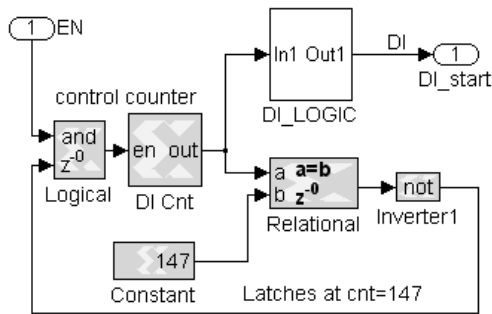 1 EN
In1 Out1
DI
1
DI_start
DI_LOGIC
control counter
and
z-0
Logical
en out
DI Cnt
a a=b
b z-0
Relational
not
Inverter1
147
Constant
Latches at cnt=147